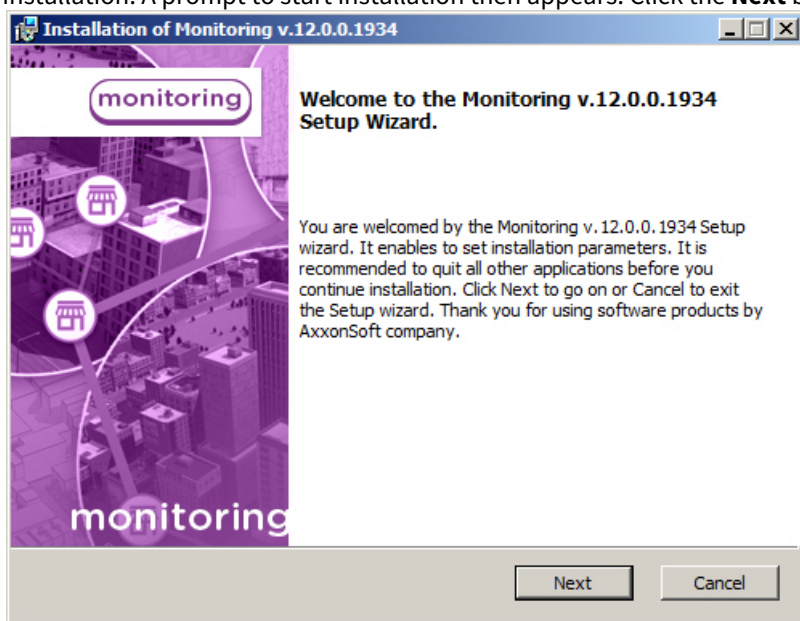 installation. A prompt to start installation then appears. Click the Next b
Installation of Monitoring v.12.0.0.1934
monitoring
Welcome to the Monitoring v.12.0.0.1934
Setup Wizard.
You are welcomed by the Monitoring v.12.0.0.1934 Setup
wizard. It enables to set installation parameters. It is
recommended to quit all other applications before you
continue installation. Click Next to go on or Cancel to exit
the Setup wizard. Thank you for using software products by
AxxonSoft company.
monitoring
Next
Cancel